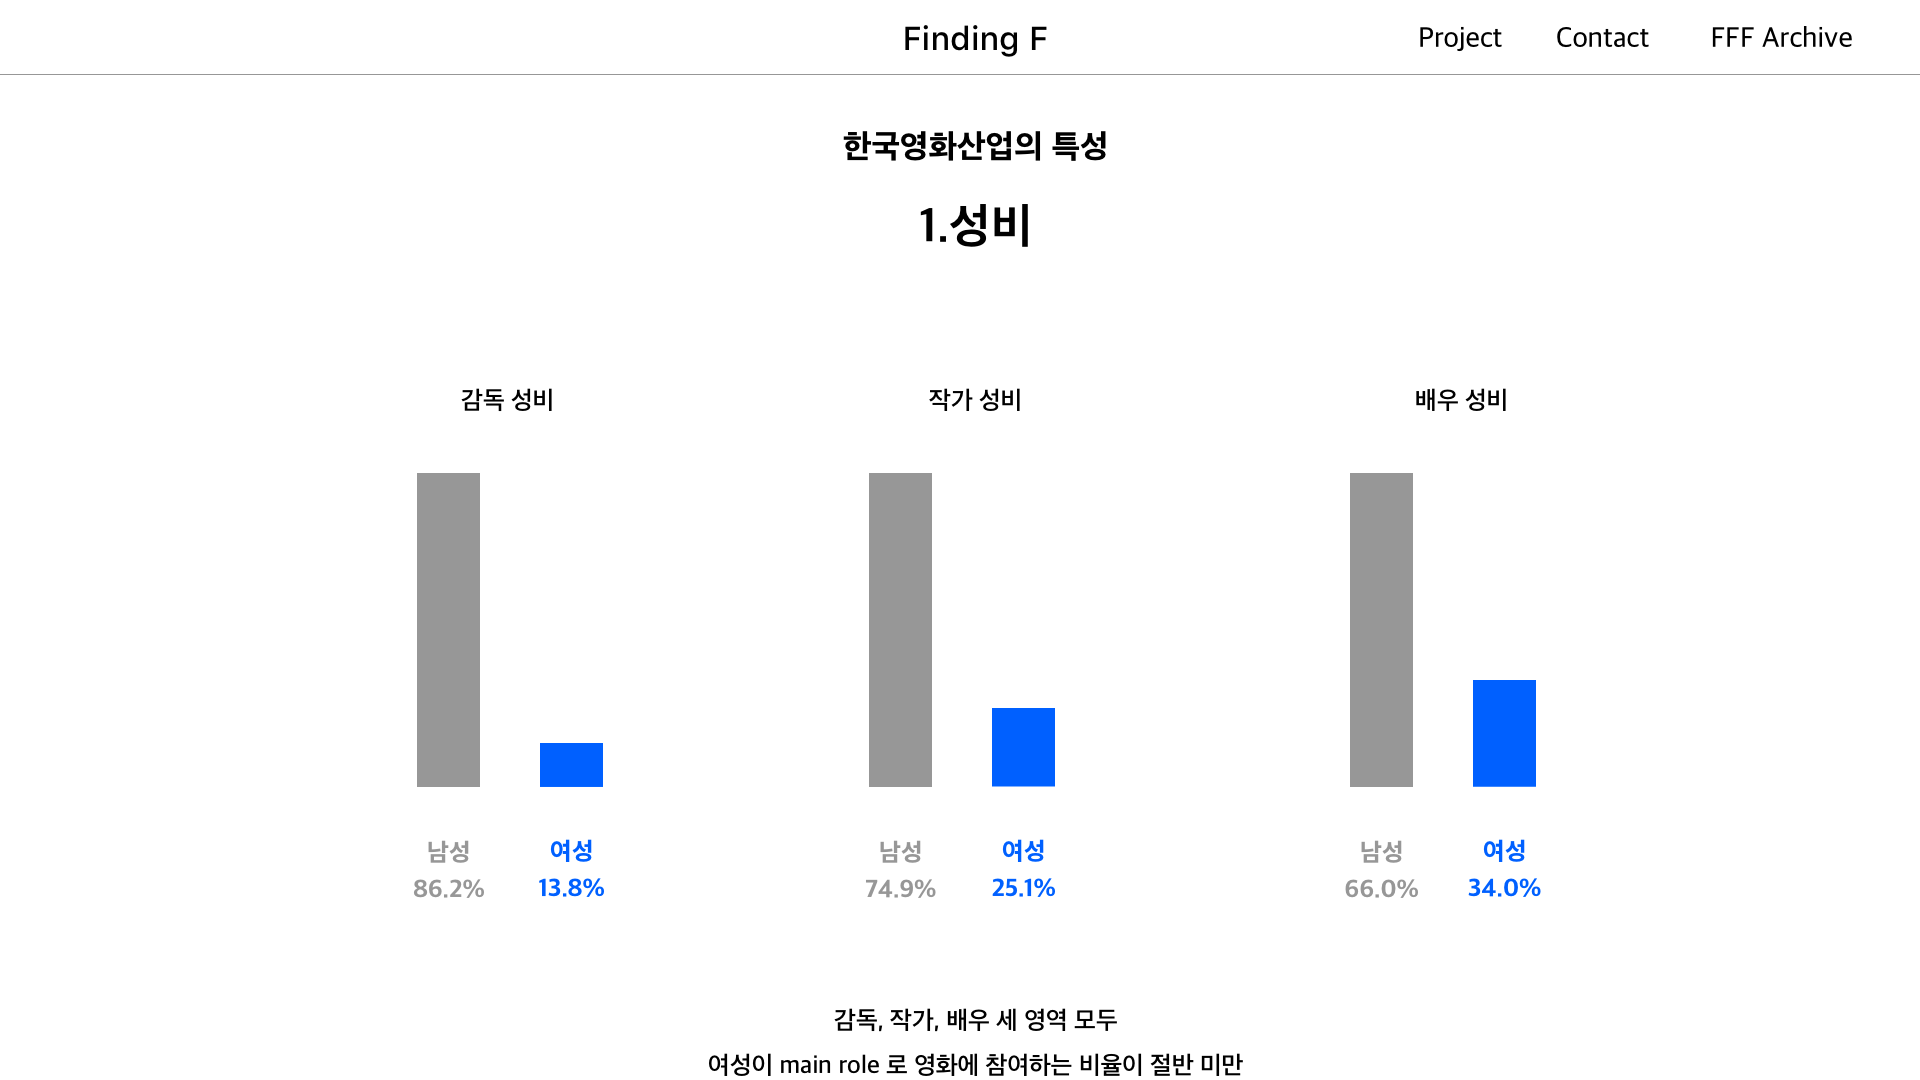 Finding F
Project Contact FFF Archive
한국영화산업의 특성
1.성비
감독 성비 작가 성비 배우 성비
남성 여성 남성 여성 남성 여성
86.2% 13.8% 74.9% 25.1% 66.0% 34.0%
감독, 작가, 배우 세 영역 모두
여성이 main role 로 영화에 참여하는 비율이 절반 미만